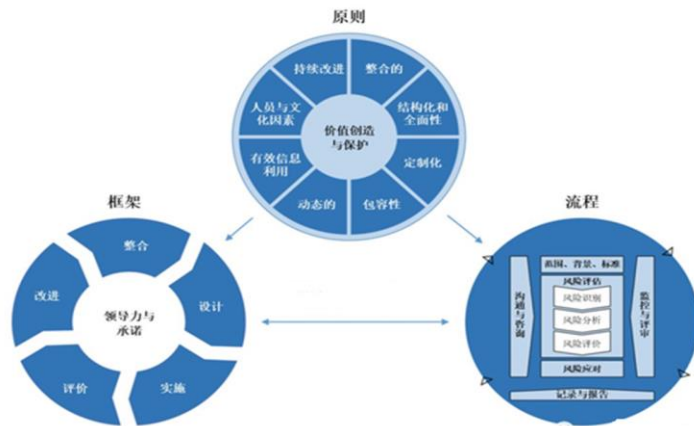 原则
持续改进
整合的
人员与文
化因素
结构化和
全面性
价值创造
与保护
有效信息
利用
定制化
动态的
包容性
框架
整合
改进
设计
领导力与
承诺
评价
实施
流程
范围、背景、标准
沟通与咨询
风险评估
风险识别
风险分析
风险评价
监控与评审
风险应对
记录与报告